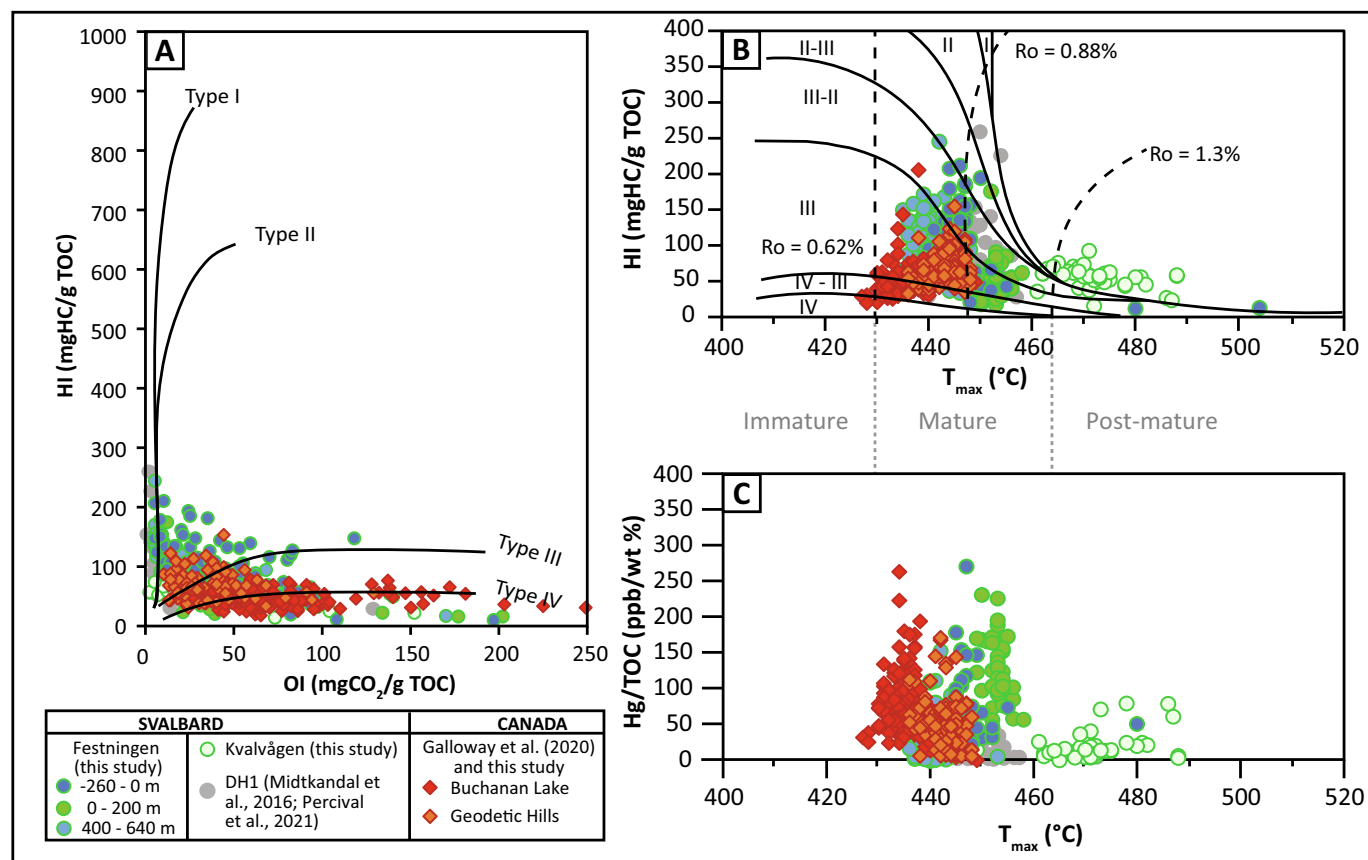 A
HI (mgHC/g TOC)
1000
900
800
700
600
500
400
300
200
100
0
Type I
Type II
Type III
Type IV
0
50
100
150
200
250
OI (mgCO2/g TOC)
B
HI (mgHC/g TOC)
400
350
300
250
200
150
100
50
0
II-III
II
I
Ro = 0.88%
III-II
Ro = 1.3%
III
Ro = 0.62%
IV - III
IV
400
420
440
460
480
500
520
Tmax (°C)
Immature
Mature
Post-mature
C
Hg/TOC (ppb/wt %)
400
350
300
250
200
150
100
50
0
400
420
440
460
480
500
520
Tmax (°C)
SVALBARD
CANADA
Festningen
(this study)
-260 - 0 m
0 - 200 m
400 - 640 m
Kvalvågen (this study)
DH1 (Midtkandal
et al., 2016; Percival
et al., 2021)
Galloway et al. (2020)
and this study
Buchanan Lake
Geodetic Hills